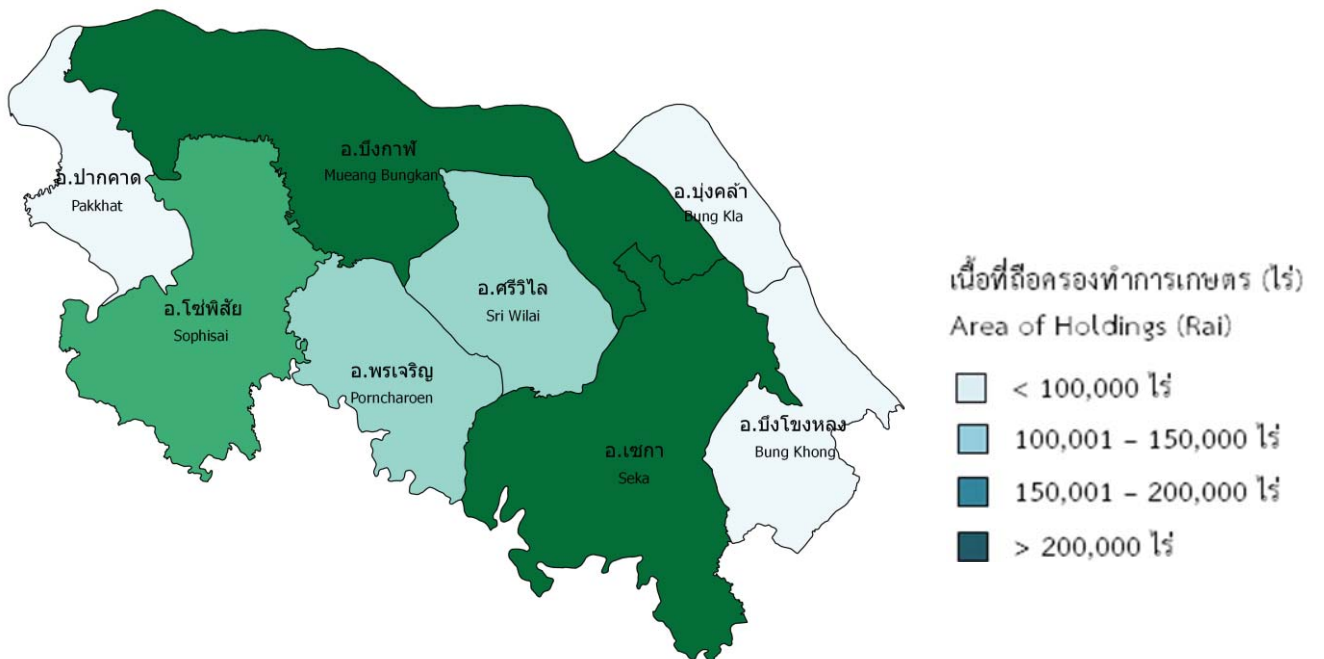 อ.บึงกาฬ
Mueang Bungkan
อ.ปากคาด
Pakkhat
อ.บุ่งคล้า
Bung Kla
อ.ศรีวิไล
Sri Wilai
อ.โซ่พิสัย
Sophisai
อ.พรเจริญ
Porncharoen
อ.บึงโขงหลง
Bung Khong
อ.เซกา
Seka
เนื้อที่ถือครองทำการเกษตร (ไร่)
Area of Holdings (Rai)
< 100,000 ไร่
100,001 – 150,000 ไร่
150,001 – 200,000 ไร่
> 200,000 ไร่